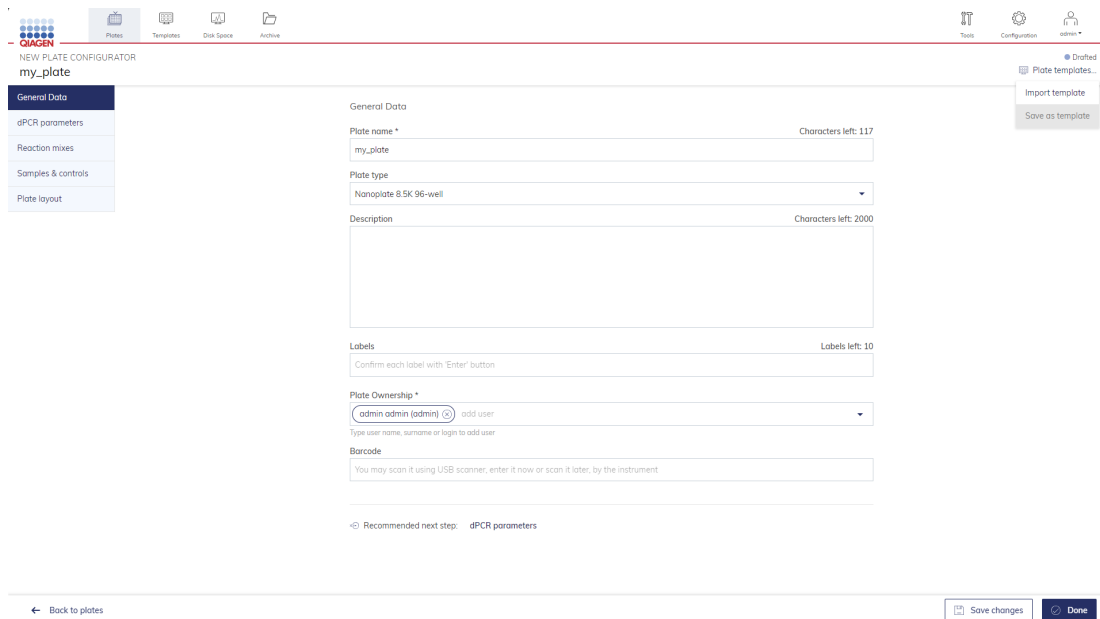 QIAGEN
Plates
Templates
Disk Space
Archive
Tools
Configuration
admin
NEW PLATE CONFIGURATOR
my_plate
Drafted
Plate templates...
Import template
Save as template
General Data
dPCR parameters
Reaction mixes
Samples & controls
Plate layout
General Data
Plate name * Characters left: 117
my_plate
Plate type
Nanoplate 8.5K 96-well
Description Characters left: 2000
Labels Labels left: 10
Confirm each label with 'Enter' button
Plate Ownership *
admin admin (admin) add user
Type user name, surname or login to add user
Barcode
You may scan it using USB scanner, enter it now or scan it later, by the instrument
Recommended next step: dPCR parameters
Back to plates
Save changes
Done